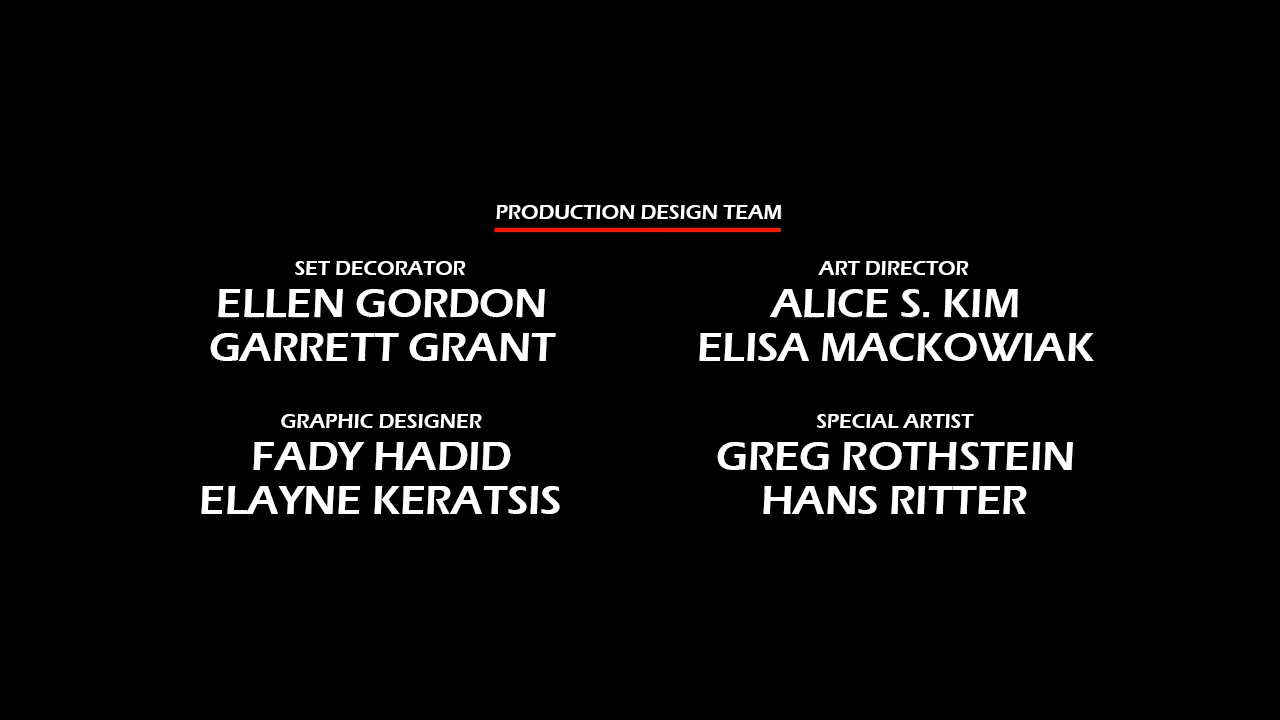 PRODUCTION DESIGN TEAM
SET DECORATOR
ELLEN GORDON
GARRETT GRANT
ART DIRECTOR
ALICE S. KIM
ELISA MACKOWIAK
GRAPHIC DESIGNER
FADY HADID
ELAYNE KERATSIS
SPECIAL ARTIST
GREG ROTHSTEIN
HANS RITTER